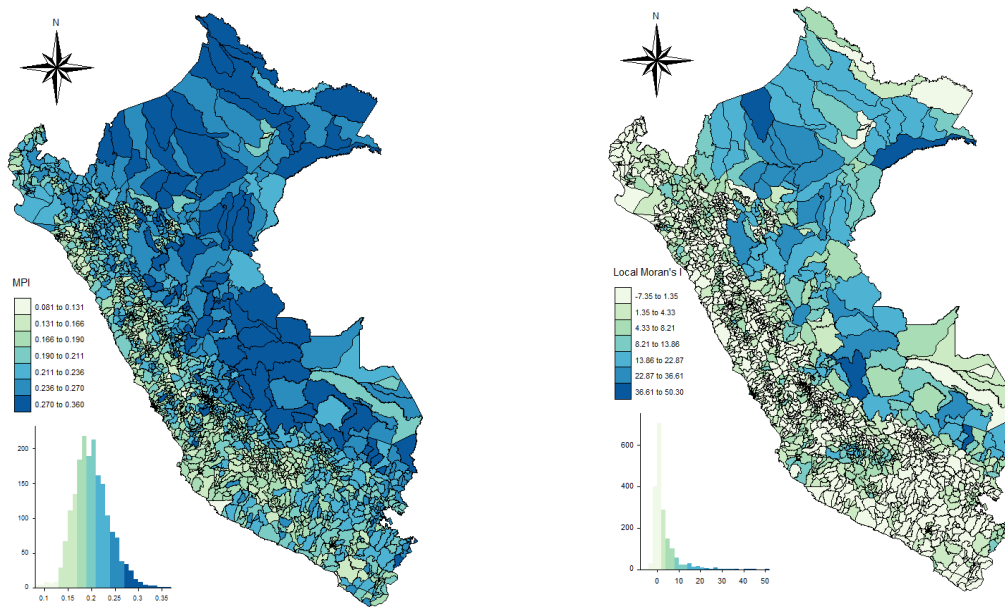 N
MPI
0.081 to 0.131
0.131 to 0.166
0.166 to 0.190
0.190 to 0.211
0.211 to 0.236
0.236 to 0.270
0.270 to 0.360
200
150
100
50
0
0.1 0.15 0.2 0.25 0.3 0.35
N
Local Moran's I
-7.35 to 1.35
1.35 to 4.33
4.33 to 8.21
8.21 to 13.86
13.86 to 22.87
22.87 to 36.61
36.61 to 50.30
600
400
200
0
0 10 20 30 40 50